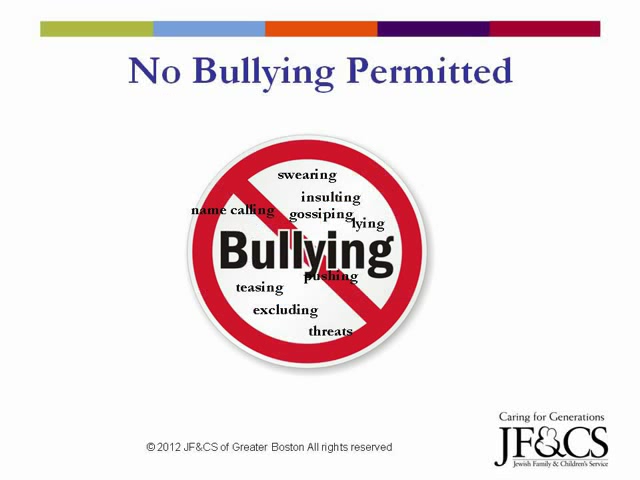 No Bullying Permitted
swearing
insulting
name calling
gossiping
lying
Bullying
pushing
teasing
excluding
threats
Caring for Generations
JF&CS
Jewish Family & Children's Service
© 2012 JF&CS of Greater Boston All rights reserved